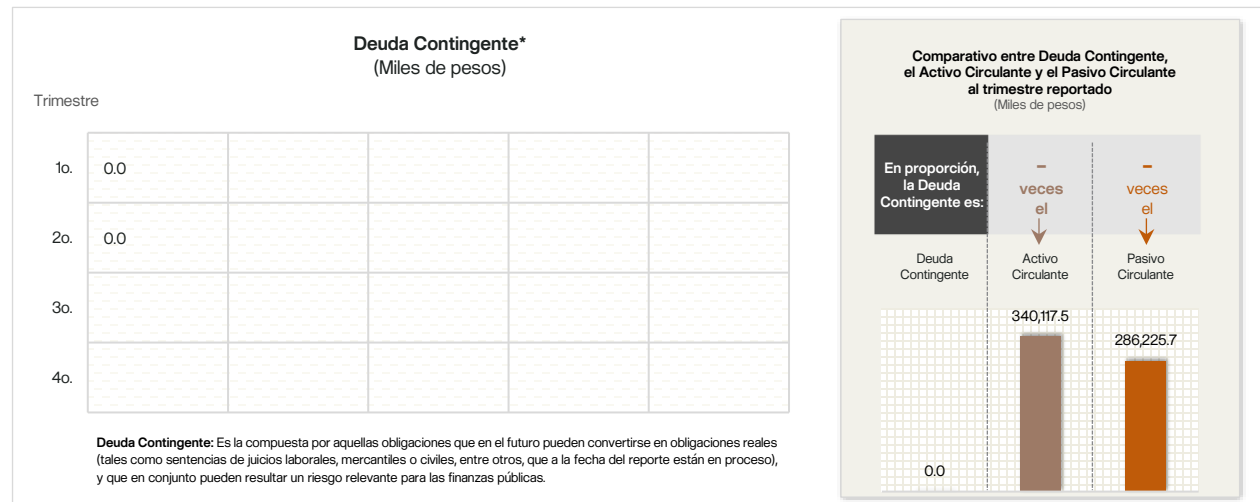 Deuda Contingente*
(Miles de pesos)
Trimestre
1o. 0.0
2o. 0.0
3o.
4o.
Deuda Contingente: Es la compuesta por aquellas obligaciones que en el futuro pueden convertirse en obligaciones reales
(tales como sentencias de juicios laborales, mercantiles o civiles, entre otros, que a la fecha del reporte están en proceso),
y que en conjunto pueden resultar un riesgo relevante para las finanzas públicas.
Comparativo entre Deuda Contingente,
el Activo Circulante y el Pasivo Circulante
al trimestre reportado
(Miles de pesos)
En proporción,
la Deuda
Contingente es:
–
veces
el
–
veces
el
Deuda
Contingente
Activo
Circulante
Pasivo
Circulante
0.0
340,117.5
286,225.7